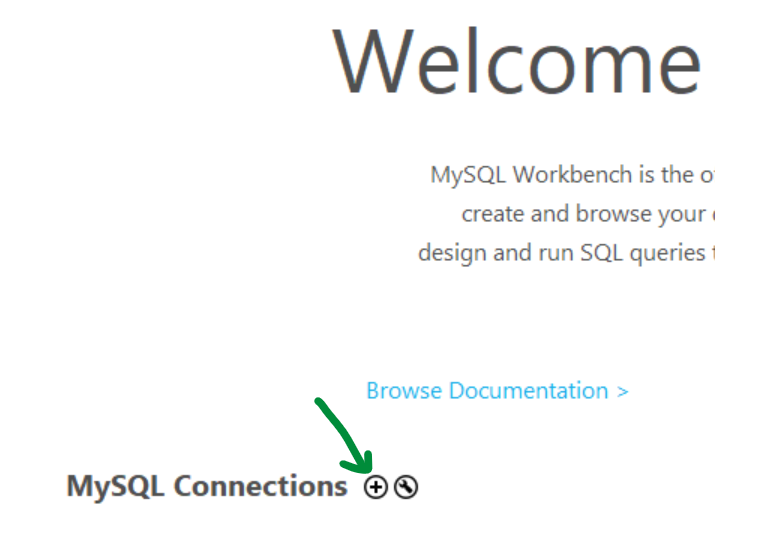 Welcome
MySQL Workbench is the o
create and browse your
design and run SQL queries
Browse Documentation >
MySQL Connections